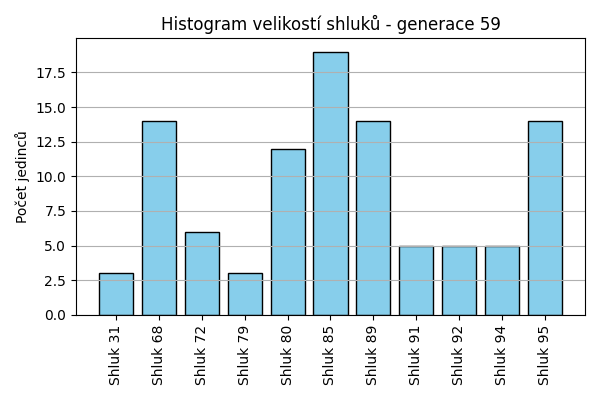 Histogram velikostí shluků - generace 59
Počet jedinců
17.5
15.0
12.5
10.0
7.5
5.0
2.5
0.0
Shluk 31
Shluk 68
Shluk 72
Shluk 79
Shluk 80
Shluk 85
Shluk 89
Shluk 91
Shluk 92
Shluk 94
Shluk 95